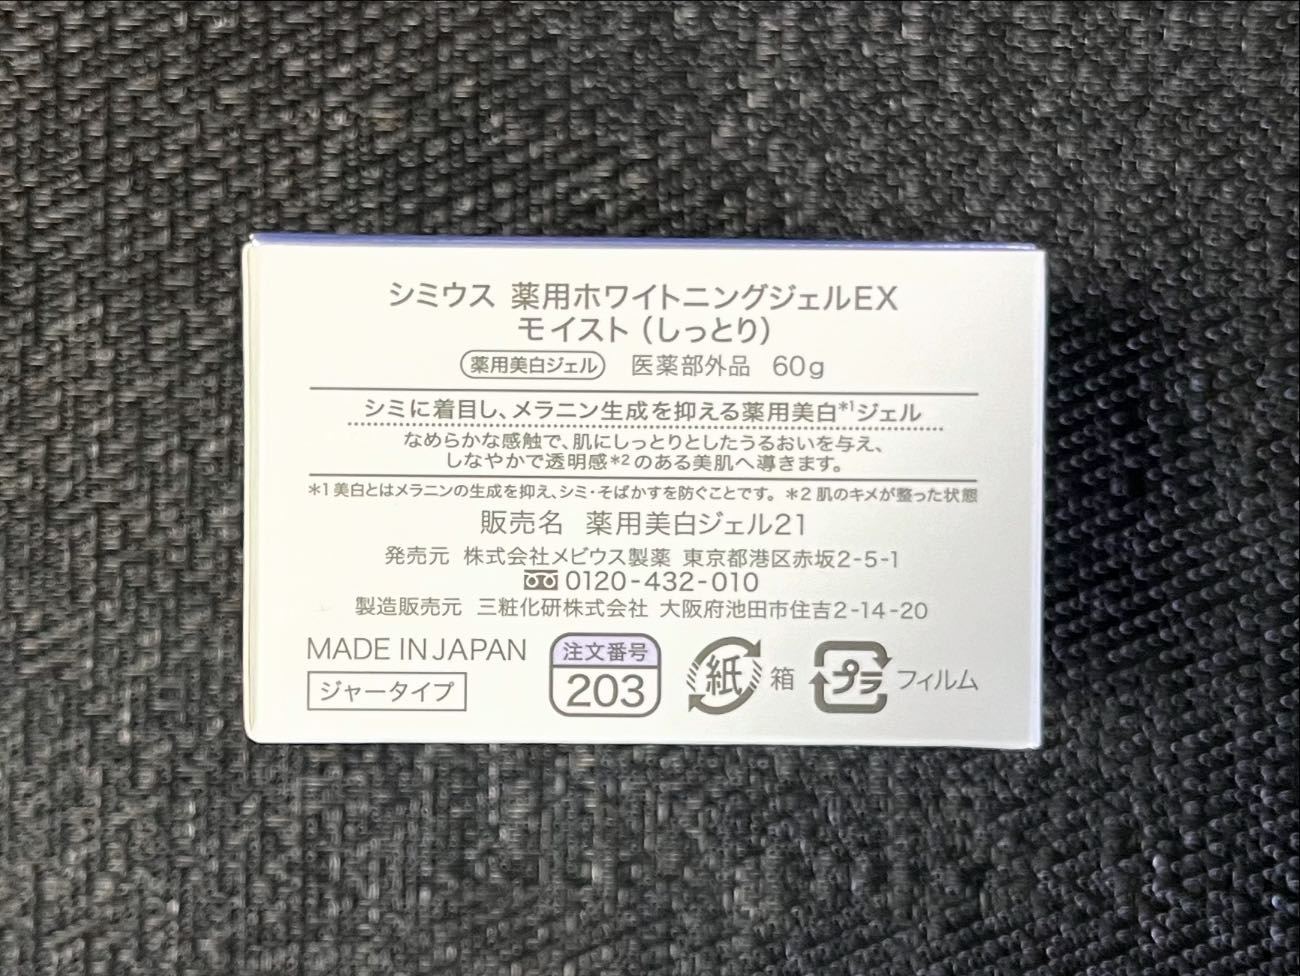 シミウス 薬用ホワイトニングジェルEX
モイスト(しっとり)
薬用美白ジェル 医薬部外品 60g
シミに着目し、メラニン生成を抑える薬用美白*1ジェル
なめらかな感触で、肌にしっとりとしたうるおいを与え、
しなやかで透明感*2のある美肌へ導きます。
*1美白とはメラニンの生成を抑え、シミ・そばかすを防ぐことです。 *2肌のキメが整った状態
販売名 薬用美白ジェル21
発売元 株式会社メビウス製薬 東京都港区赤坂2-5-1
0120-432-010
製造販売元 三粧化研株式会社 大阪府池田市住吉2-14-20
MADE IN JAPAN
ジャータイプ
注文番号
203
紙 箱
プラ フィルム